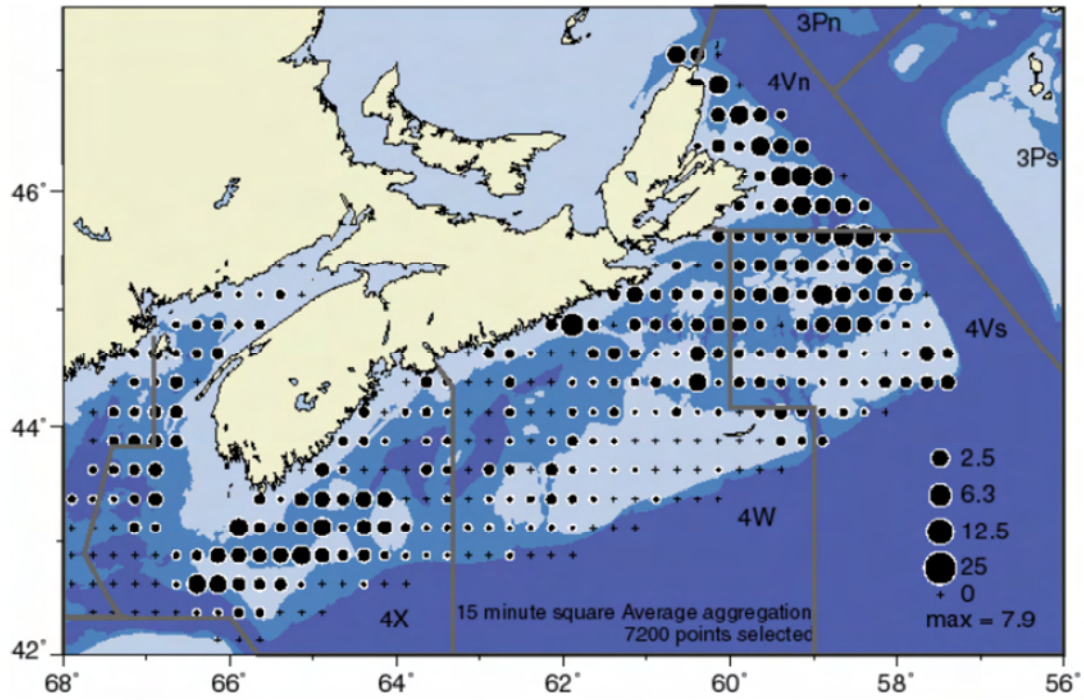 3Pn
4Vn
3Ps
46°
4Vs
44°
2.5
6.3
4W
12.5
25
0
4X
15 minute square Average aggregation
max = 7.9
7200 points selected
42°
68° 66° 64° 62° 60° 58° 56°